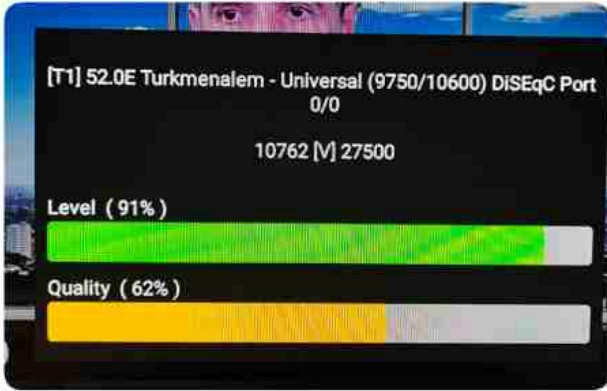 [T1] 52.0E Turkmenalem - Universal (9750/10600) DiSEqC Port
0/0
10762 [V] 27500
Level ( 91% )
Quality ( 62% )